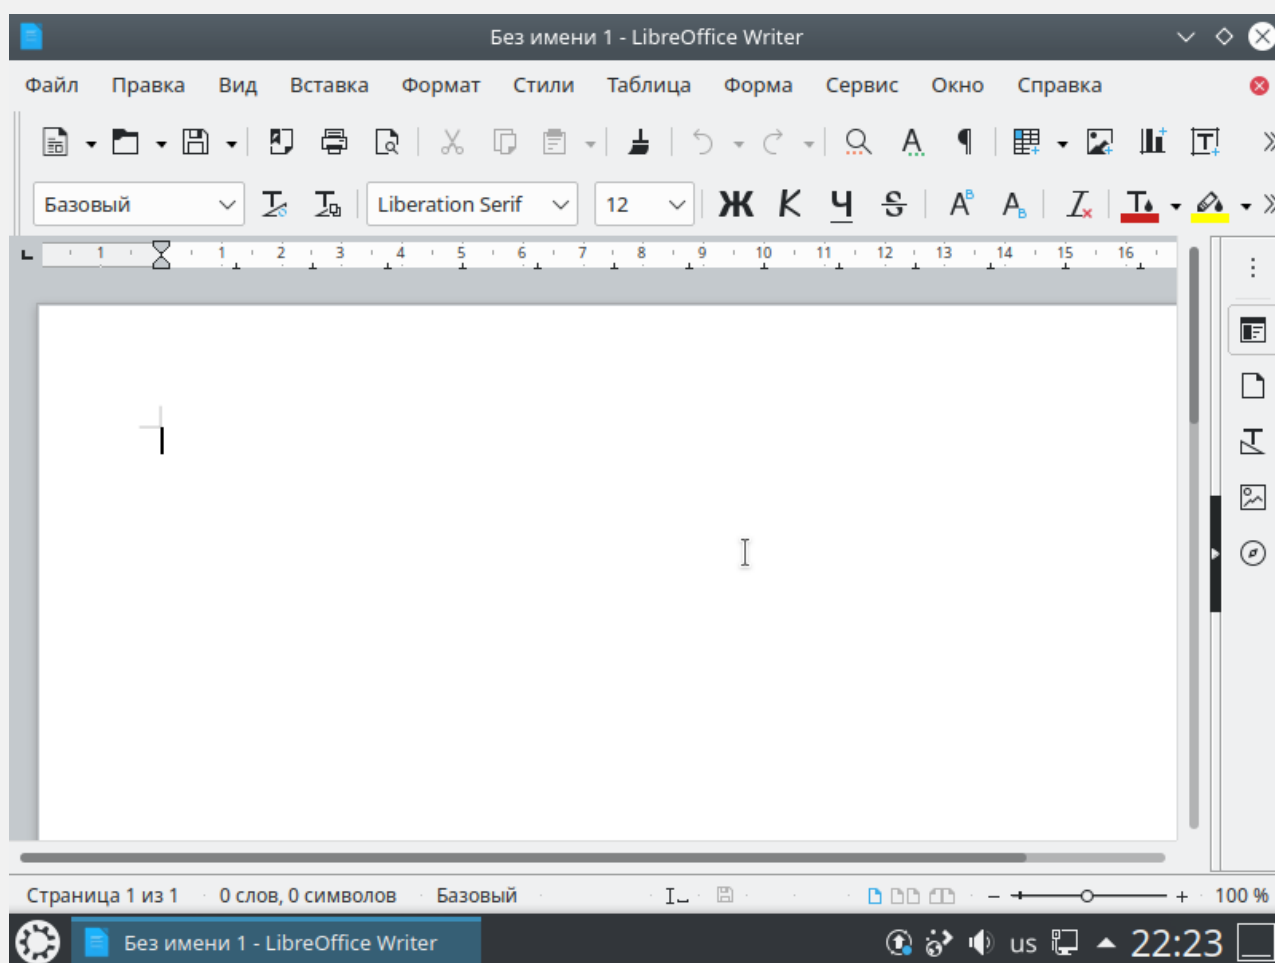 Без имени 1 - LibreOffice Writer
Файл Правка Вид Вставка Формат Стили Таблица Форма Сервис Окно Справка
Базовый Liberation Serif 12 Ж К Ч S
1 1 2 3 4 5 6 7 8 9 10 11 12 13 14 15 16
Страница 1 из 1 0 слов, 0 символов Базовый 100 %
Без имени 1 - LibreOffice Writer us 22:23